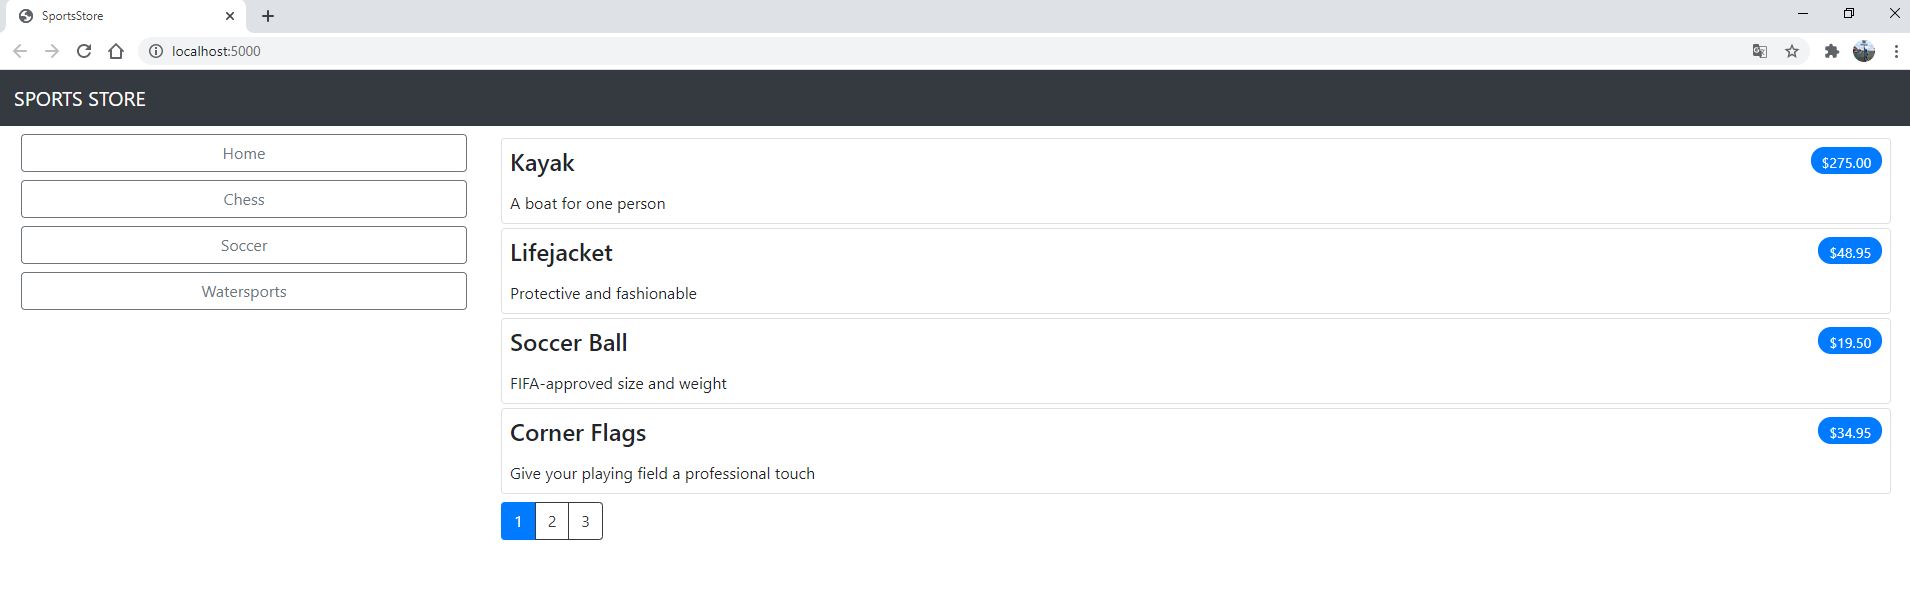 SportsStore
localhost:5000
SPORTS STORE
Home
Chess
Soccer
Watersports
Kayak
$275.00
A boat for one person
Lifejacket
$48.95
Protective and fashionable
Soccer Ball
$19.50
FIFA-approved size and weight
Corner Flags
$34.95
Give your playing field a professional touch
1 2 3